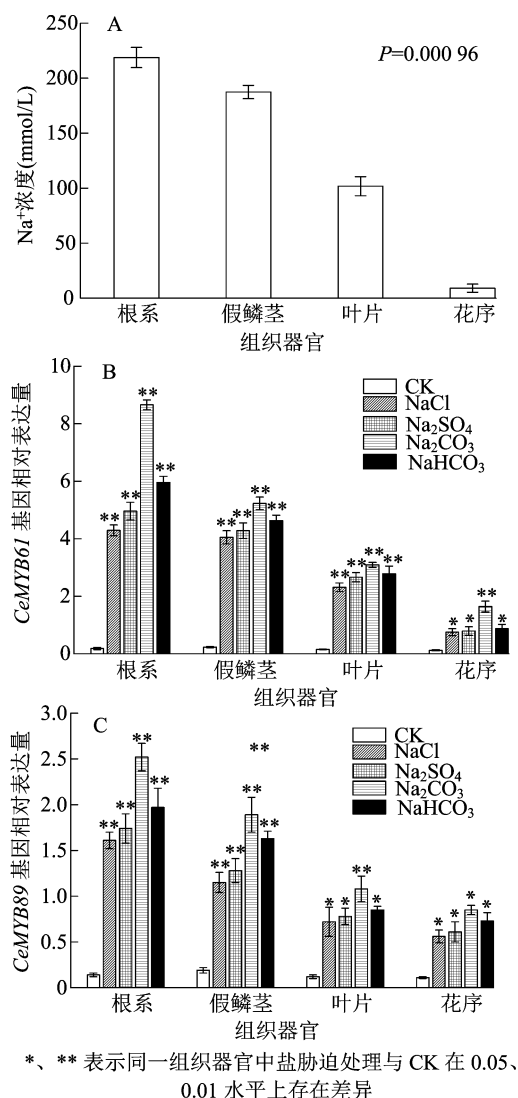 A
P=0.000 96
Na⁺浓度(mmol/L)
250
200
150
100
50
0
根系 假鳞茎 叶片 花序
组织器官
B
CeMYB61 基因相对表达量
10
8
6
4
2
0
CK
NaCl
Na₂SO₄
Na₂CO₃
NaHCO₃
** ** ** **
** ** ** **
** ** ** **
* * ** *
根系 假鳞茎 叶片 花序
组织器官
C
CeMYB89 基因相对表达量
3.0
2.5
2.0
1.5
1.0
0.5
0
CK
NaCl
Na₂SO₄
Na₂CO₃
NaHCO₃
**
** ** ** **
** ** ** **
* * ** *
* * * *
根系 假鳞茎 叶片 花序
组织器官
*、** 表示同一组织器官中盐胁迫处理与 CK 在 0.05、
0.01 水平上存在差异